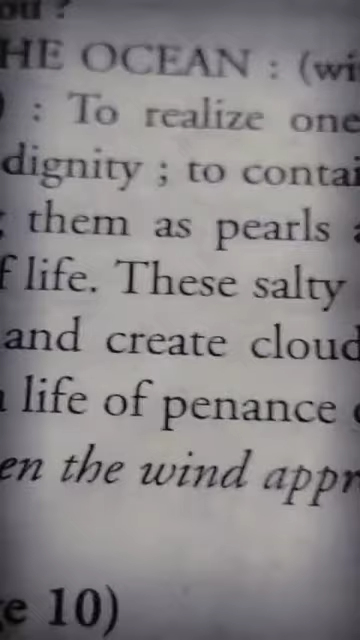 ou ?
HE OCEAN : (wi
) : To realize one
dignity ; to contai
; them as pearls a
f life. These salty
and create cloud
life of penance
en the wind appr
e 10)